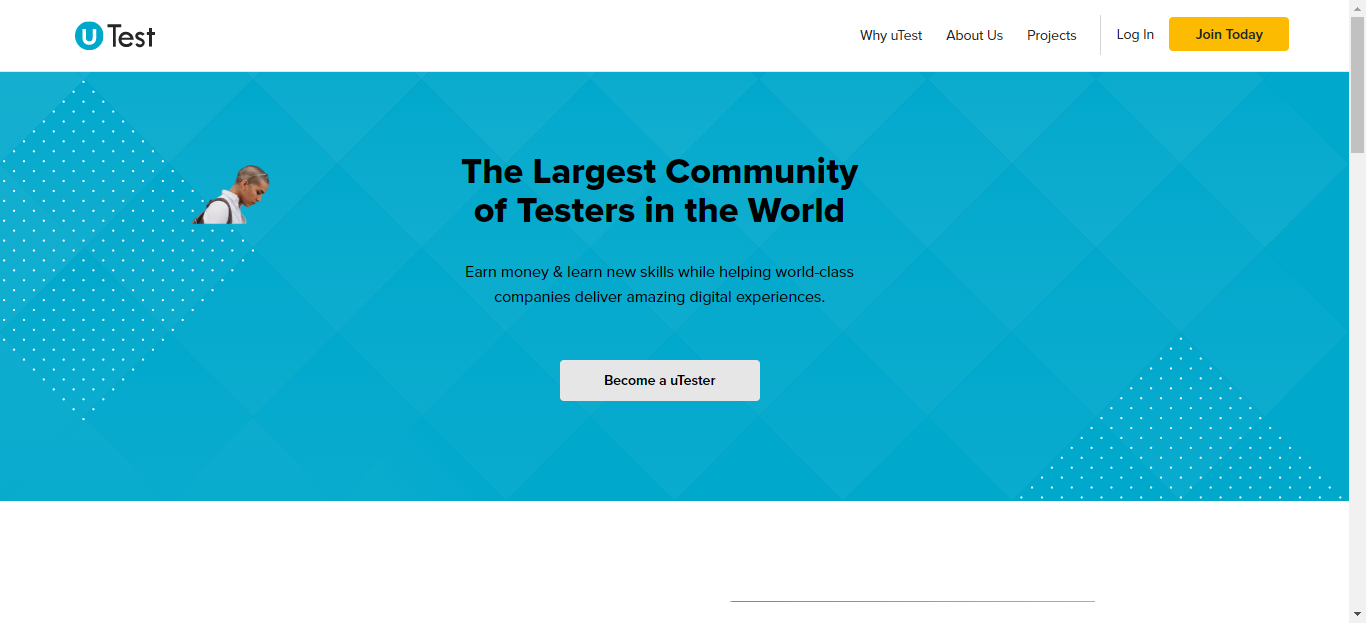 uTest
Why uTest
About Us
Projects
Log In
Join Today
The Largest Community
of Testers in the World
Earn money & learn new skills while helping world-class
companies deliver amazing digital experiences.
Become a uTester